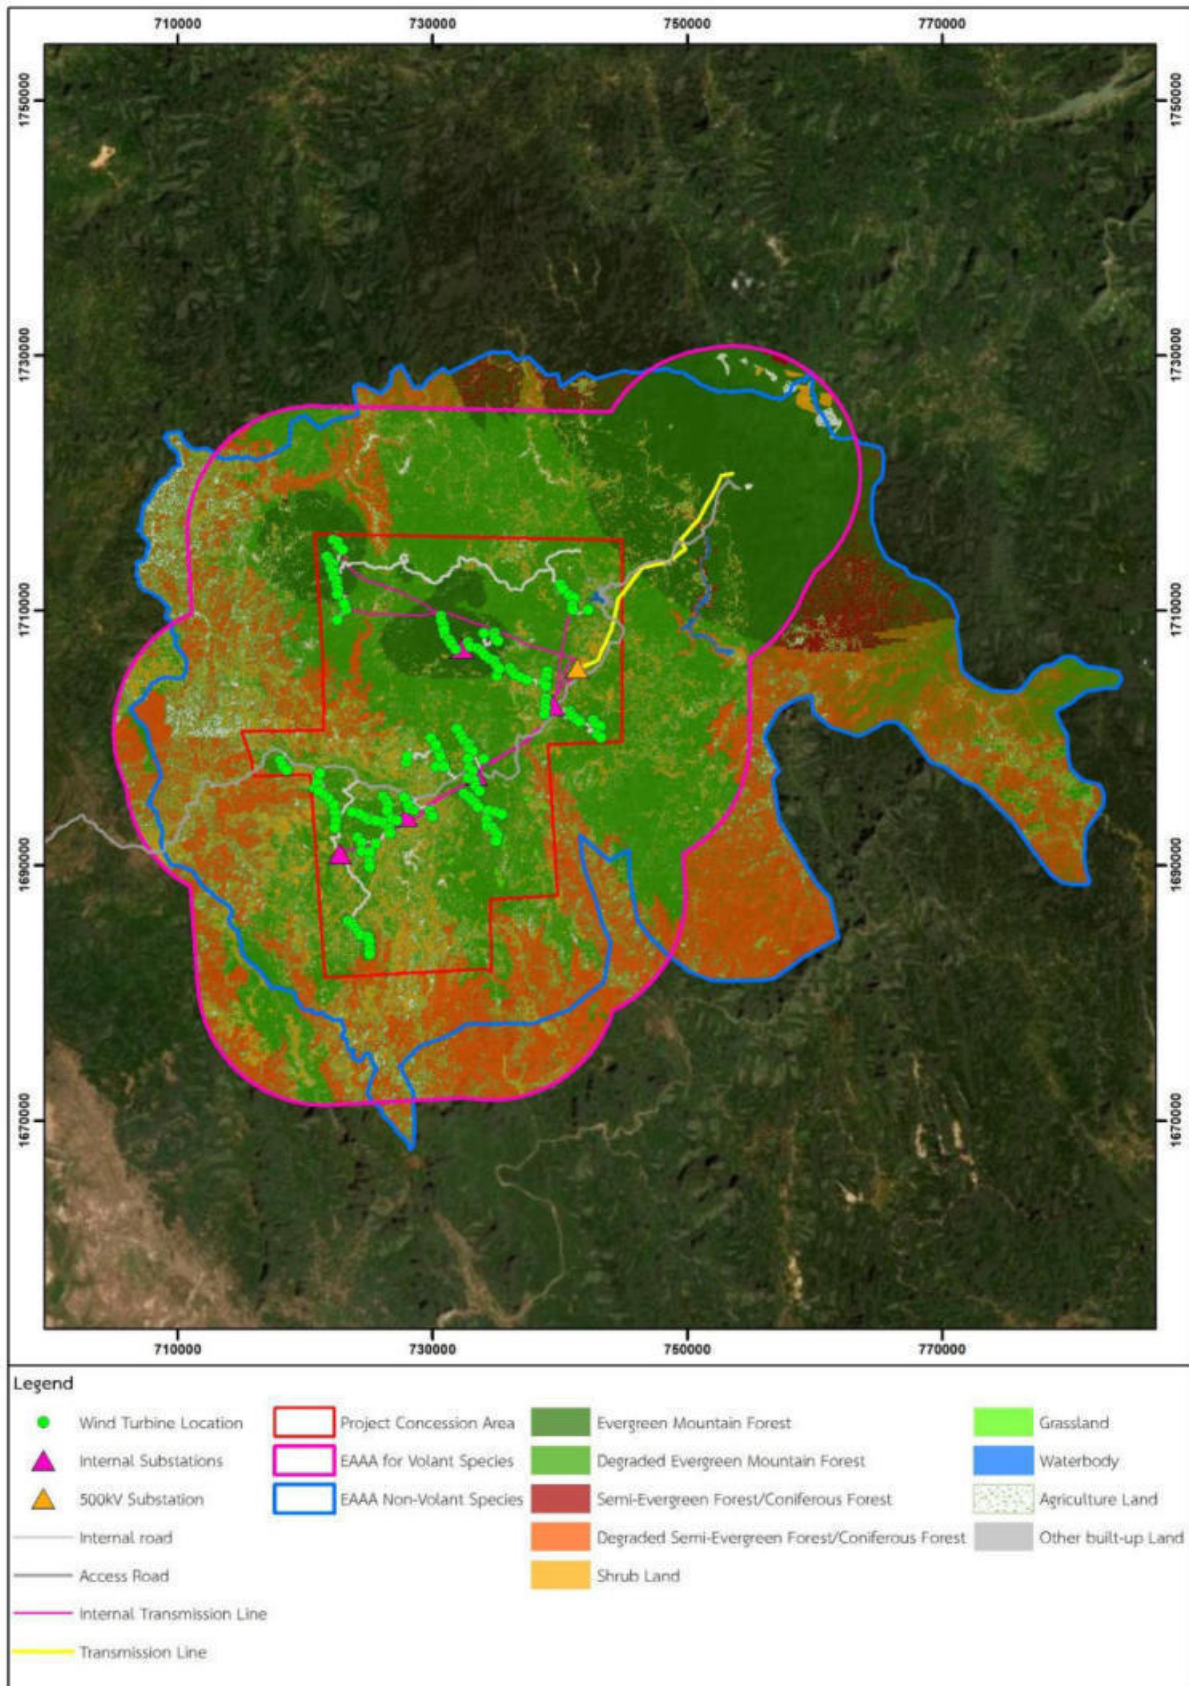 710000 730000 750000 770000
1750000 1750000
1730000 1730000
1710000 1710000
1690000 1690000
1670000 1670000
710000 730000 750000 770000
Legend
Wind Turbine Location
Internal Substations
500kV Substation
Internal road
Access Road
Internal Transmission Line
Transmission Line
Project Concession Area
EAAA for Volant Species
EAAA Non-Volant Species
Evergreen Mountain Forest
Degraded Evergreen Mountain Forest
Semi-Evergreen Forest/Coniferous Forest
Degraded Semi-Evergreen Forest/Coniferous Forest
Shrub Land
Grassland
Waterbody
Agriculture Land
Other built-up Land